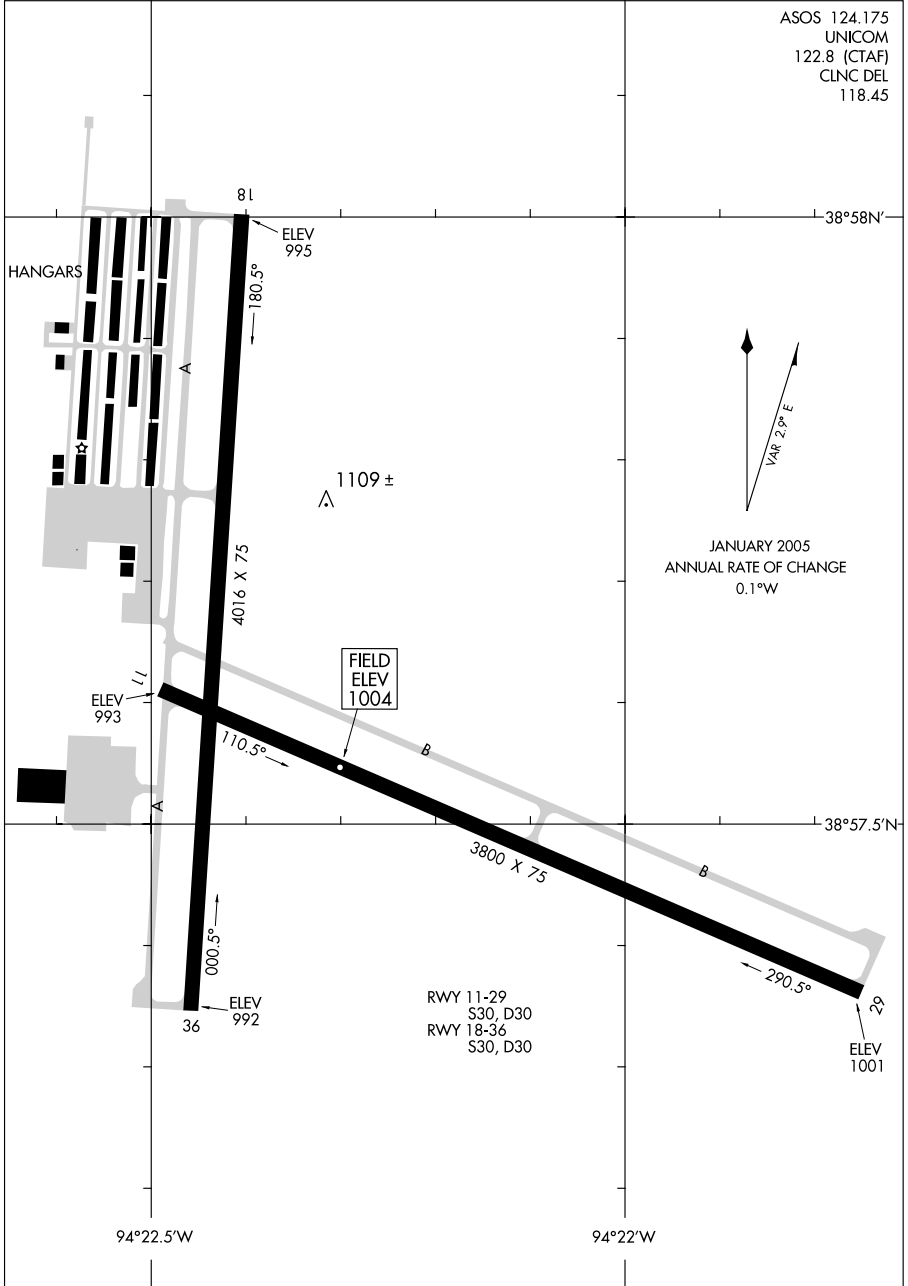 ASOS 124.175
UNICOM
122.8 (CTAF)
CLNC DEL
118.45
18
38°58N'
ELEV
995
HANGARS
180.5°
A
VAR 2.9° E
1109 ±
JANUARY 2005
ANNUAL RATE OF CHANGE
0.1°W
4016 X 75
FIELD
ELEV
1004
11
ELEV
993
110.5°
B
A
38°57.5'N
3800 X 75
B
000.5°
290.5°
RWY 11-29
S30, D30
RWY 18-36
S30, D30
ELEV
992
36
29
ELEV
1001
94°22.5'W
94°22'W